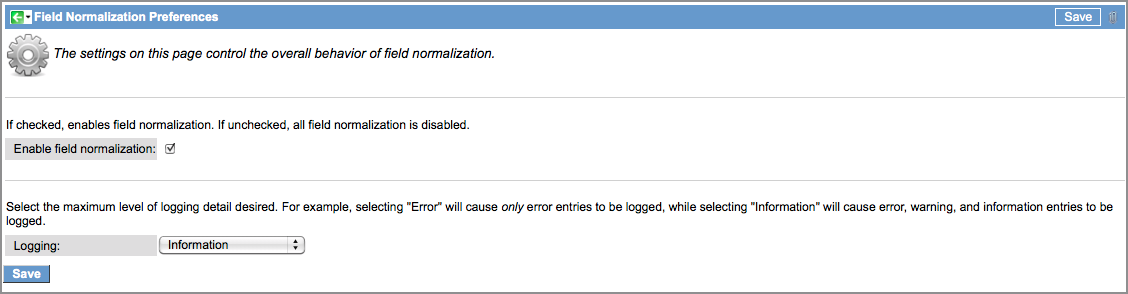 Field Normalization Preferences
Save
The settings on this page control the overall behavior of field normalization.
If checked, enables field normalization. If unchecked, all field normalization is disabled.
Enable field normalization:
Select the maximum level of logging detail desired. For example, selecting "Error" will cause only error entries to be logged, while selecting "Information" will cause error, warning, and information entries to be
logged.
Logging:
Information
Save